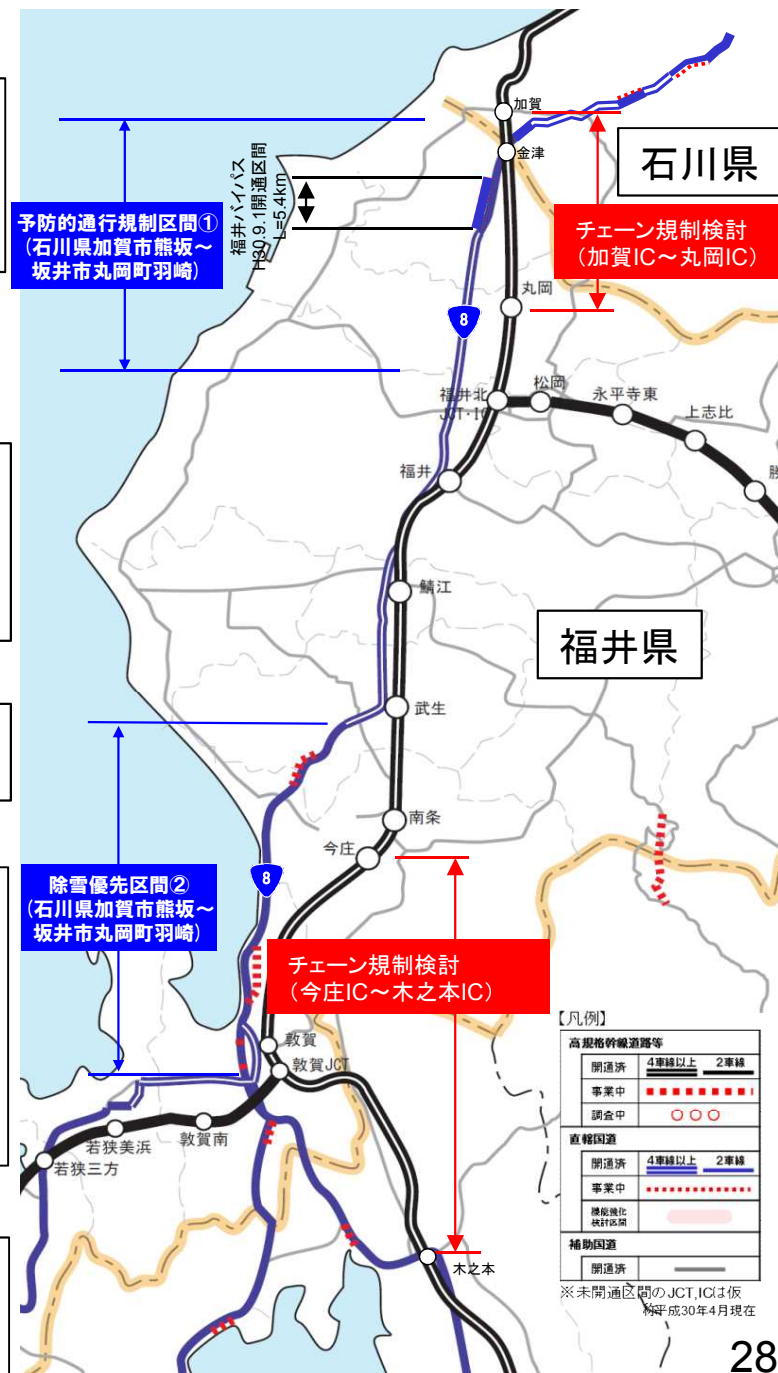 加賀
金津
石川県
福井バイパス
H30.9.1開通区間
L=5.4km
予防的通行規制区間①
(石川県加賀市熊坂～
坂井市丸岡町羽崎)
チェーン規制検討
(加賀IC～丸岡IC)
丸岡
8
福井北
JCT・IC
松岡
永平寺東
上志比
勝
福井
鯖江
福井県
武生
南条
今庄
8
除雪優先区間②
(石川県加賀市熊坂～
坂井市丸岡町羽崎)
チェーン規制検討
(今庄IC～木之本IC)
敦賀
敦賀JCT
敦賀南
若狭美浜
若狭三方
木之本
【凡例】
高規格幹線道路等
開通済 4車線以上 2車線
事業中
調査中
直轄国道
開通済 4車線以上 2車線
事業中
機能強化
検討区間
補助国道
開通済
※未開通区間のJCT,ICは仮
称平成30年4月現在
28